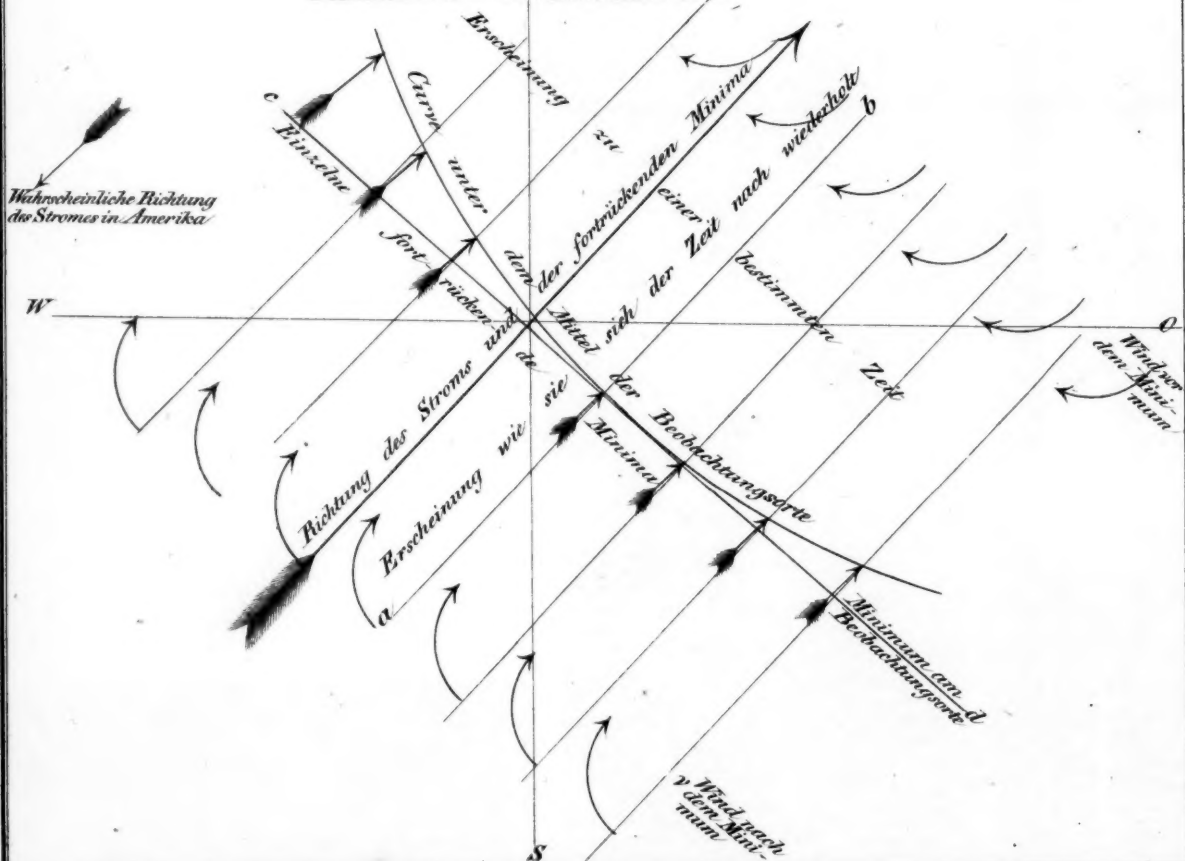 Erscheinung zu einer bestimmten Zeit
Curve unter dem Mittel der Beobachtungsorte
c
Einzelne fort-rücken-de Minima
Wahrscheinliche Richtung
des Stromes in Amerika
Richtung des Stroms und der fortrückenden Minima
b
Erscheinung wie sie sich der Zeit nach wiederholt
a
W
O
Wind vor
dem Mini-
mum
Minimum am
Beobachtungsorte
d
Wind nach
dem Mini-
mum
S